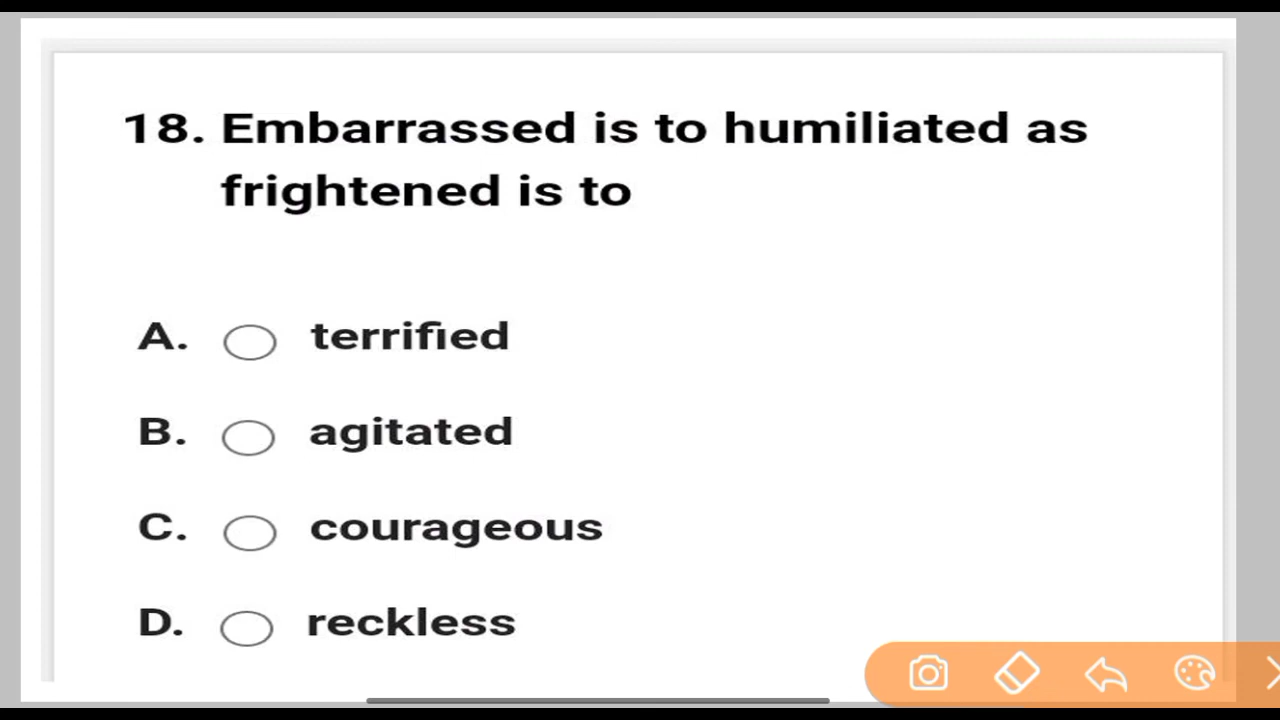 18. Embarrassed is to humiliated as
frightened is to
A. terrified
B. agitated
C. courageous
D. reckless